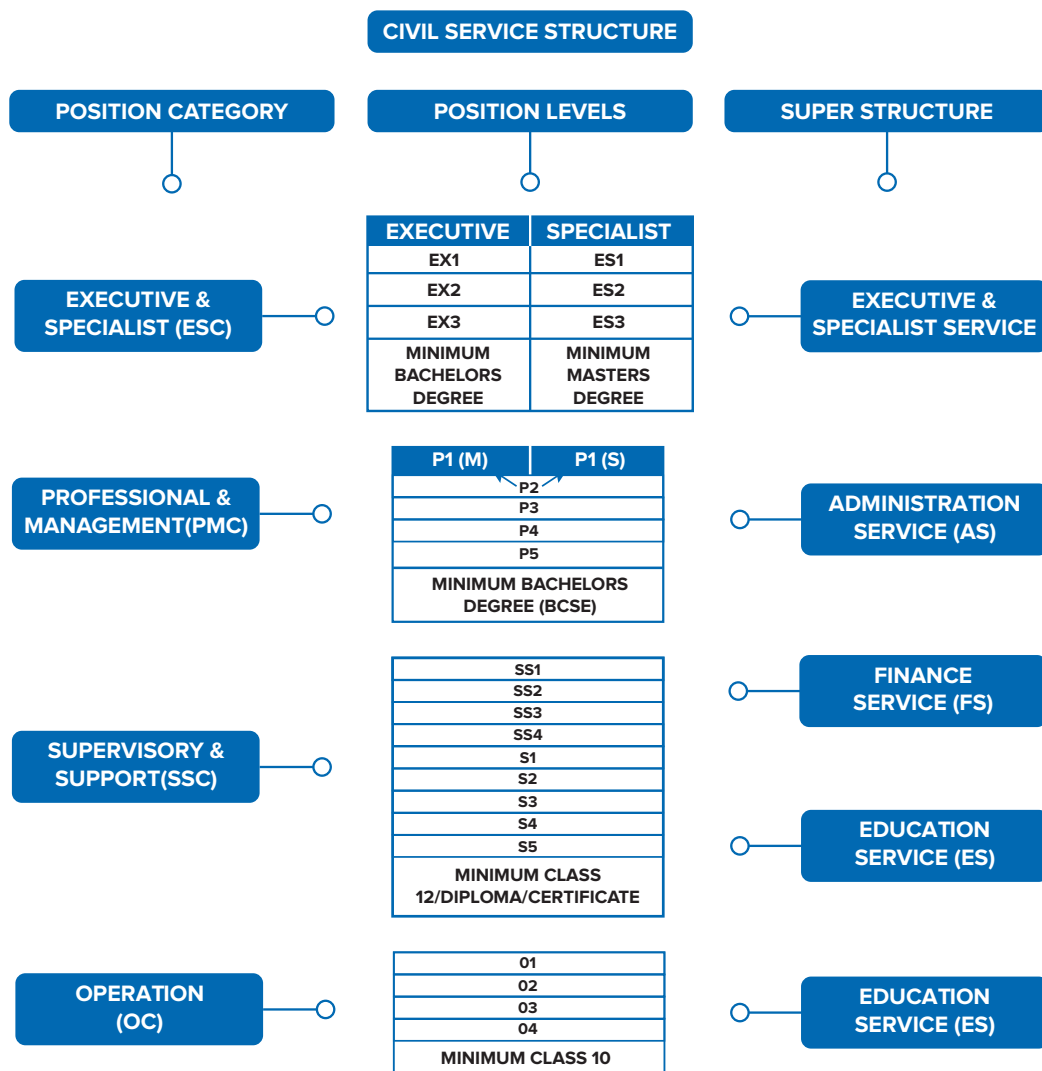 CIVIL SERVICE STRUCTURE
POSITION CATEGORY
POSITION LEVELS
SUPER STRUCTURE
EXECUTIVE SPECIALIST
EX1 ES1
EX2 ES2
EX3 ES3
MINIMUM
BACHELORS
DEGREE
MINIMUM
MASTERS
DEGREE
EXECUTIVE &
SPECIALIST (ESC)
EXECUTIVE &
SPECIALIST SERVICE
PROFESSIONAL &
MANAGEMENT(PMC)
P1 (M) P1 (S)
P2
P3
P4
P5
MINIMUM BACHELORS
DEGREE (BCSE)
ADMINISTRATION
SERVICE (AS)
SUPERVISORY &
SUPPORT(SSC)
SS1
SS2
SS3
SS4
S1
S2
S3
S4
S5
MINIMUM CLASS
12/DIPLOMA/CERTIFICATE
FINANCE
SERVICE (FS)
EDUCATION
SERVICE (ES)
OPERATION
(OC)
01
02
03
04
MINIMUM CLASS 10
EDUCATION
SERVICE (ES)